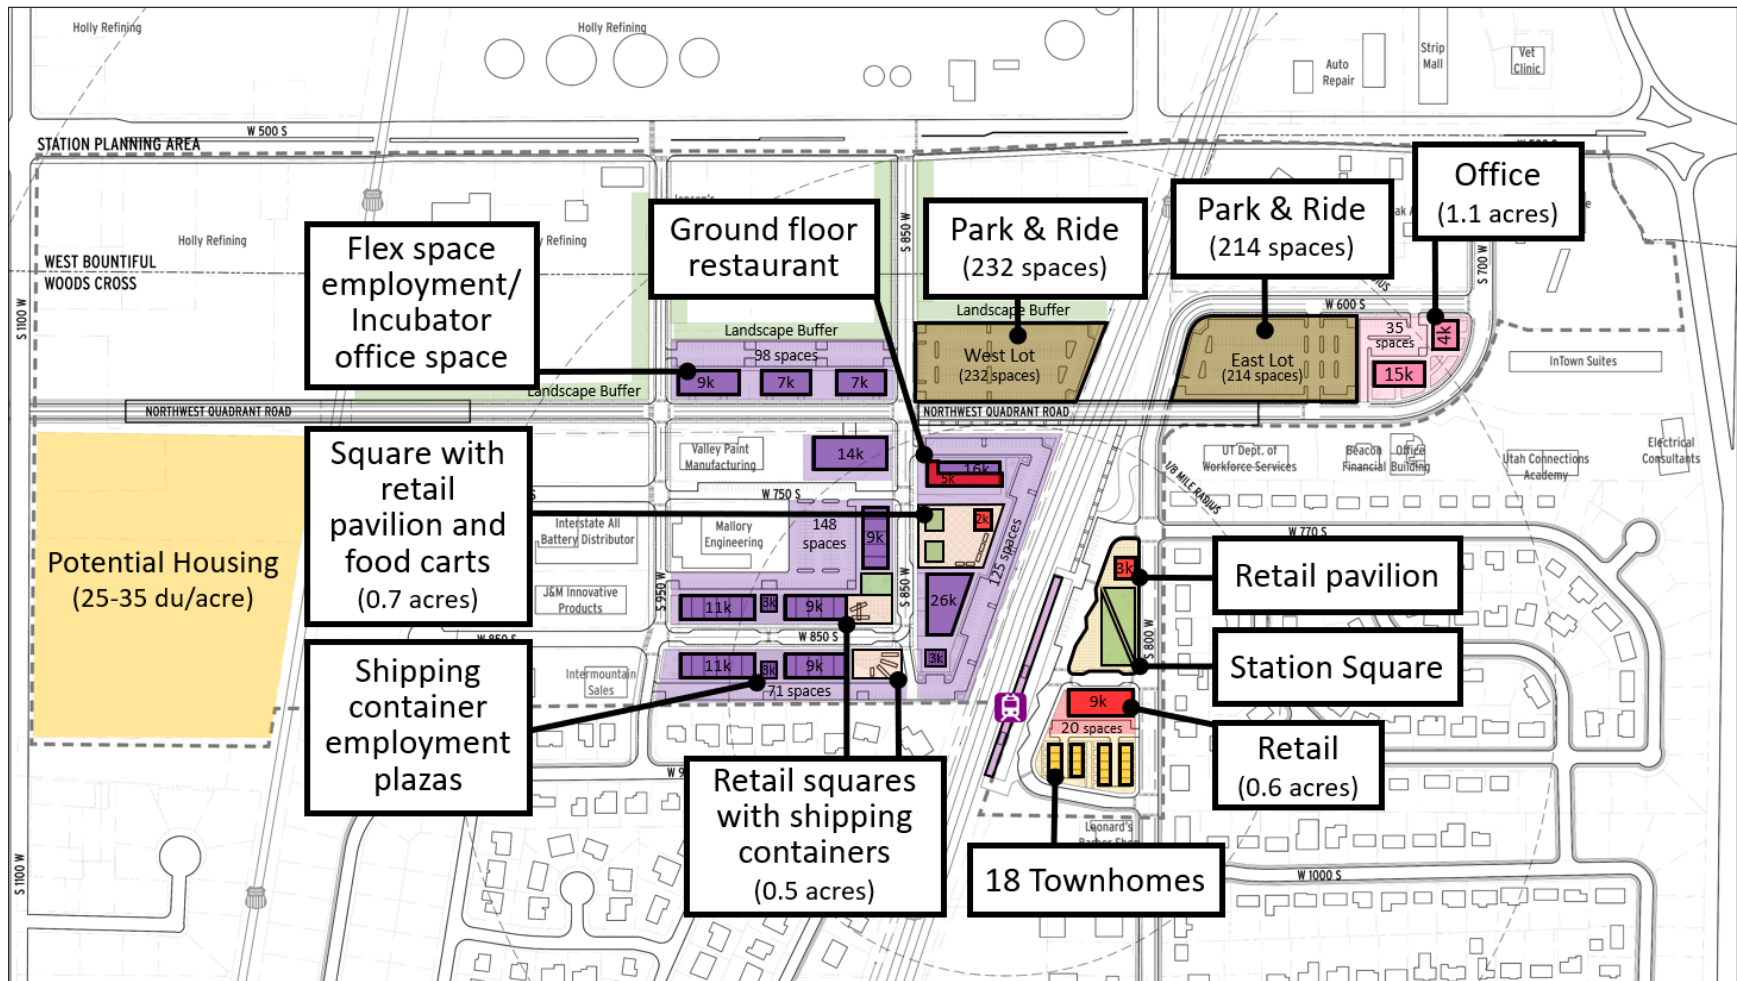 Holly Refining
Holly Refining
Auto
Repair
Strip
Mall
Vet
Clinic
W 500 S
STATION PLANNING AREA
Office
(1.1 acres)
Park & Ride
(214 spaces)
Park & Ride
(232 spaces)
Ground floor
restaurant
S 850 W
S 700 W
Flex space
employment/
Incubator
office space
Holly Refining
Refining
WEST BOUNTIFUL
WOODS CROSS
S 1100 W
W 600 S
Landscape Buffer
Landscape Buffer
Landscape Buffer
98 spaces
9k
7k
7k
West Lot
(232 spaces)
East Lot
(214 spaces)
35
spaces
4k
15k
InTown Suites
NORTHWEST QUADRANT ROAD
NORTHWEST QUADRANT ROAD
Square with
retail
pavilion and
food carts
(0.7 acres)
Valley Paint
Manufacturing
14k
16k
5k
UT Dept. of
Workforce Services
Beacon
Financial
Office
Building
Utah Connections
Academy
Electrical
Consultants
1/8 MILE RADIUS
W 750 S
Interstate All
Battery Distributor
Mallory
Engineering
148
spaces
9k
2k
125 spaces
W 770 S
Potential Housing
(25-35 du/acre)
3k
Retail pavilion
J&M Innovative
Products
S 950 W
S 850 W
11k
3k
9k
26k
S 800 W
W 850 S
W 850 S
Shipping
container
employment
plazas
Intermountain
Sales
11k
3k
9k
3k
71 spaces
Station Square
9k
20 spaces
Retail
(0.6 acres)
Retail squares
with shipping
containers
(0.5 acres)
Leonard's
18 Townhomes
S 1100 W
W 1000 S